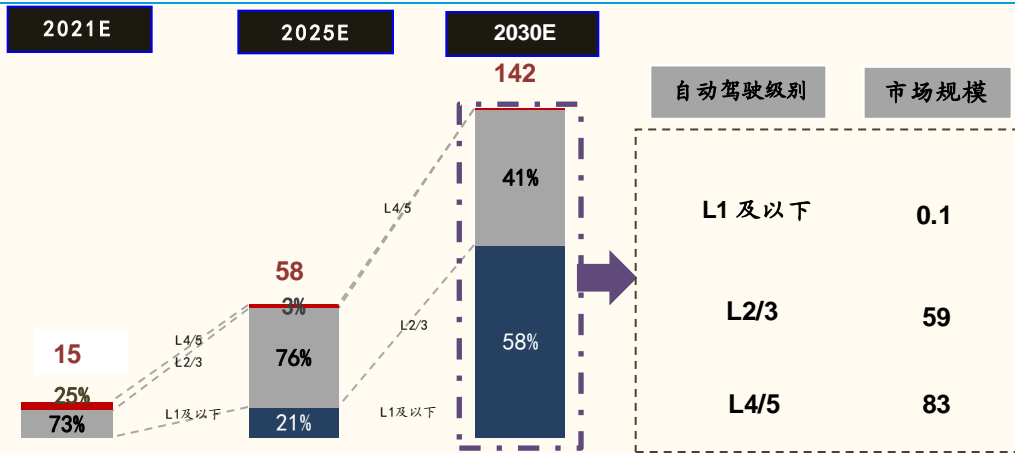 2021E
2025E
2030E
142
自动驾驶级别
市场规模
41%
L4/5
L1及以下
0.1
58
3%
L2/3
59
L2/3
58%
L4/5
15
L2/3
76%
25%
L4/5
83
73%
L1及以下
21%
L1及以下